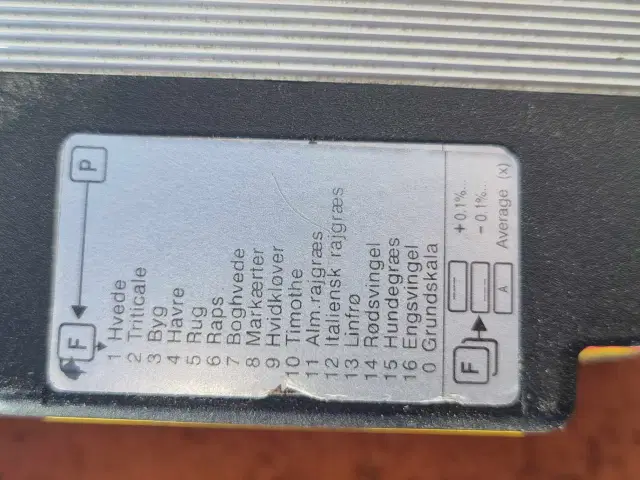 F P
1 Hvede
2 Triticale
3 Byg
4 Havre
5 Rug
6 Raps
7 Boghvede
8 Markærter
9 Hvidkløver
10 Timothe
11 Alm.rajgræs
12 Italiensk rajgræs
13 Linfrø
14 Rødsvingel
15 Hundegræs
16 Engsvingel
0 Grundskala
F
+0.1%..
-0.1%..
A Average (x)